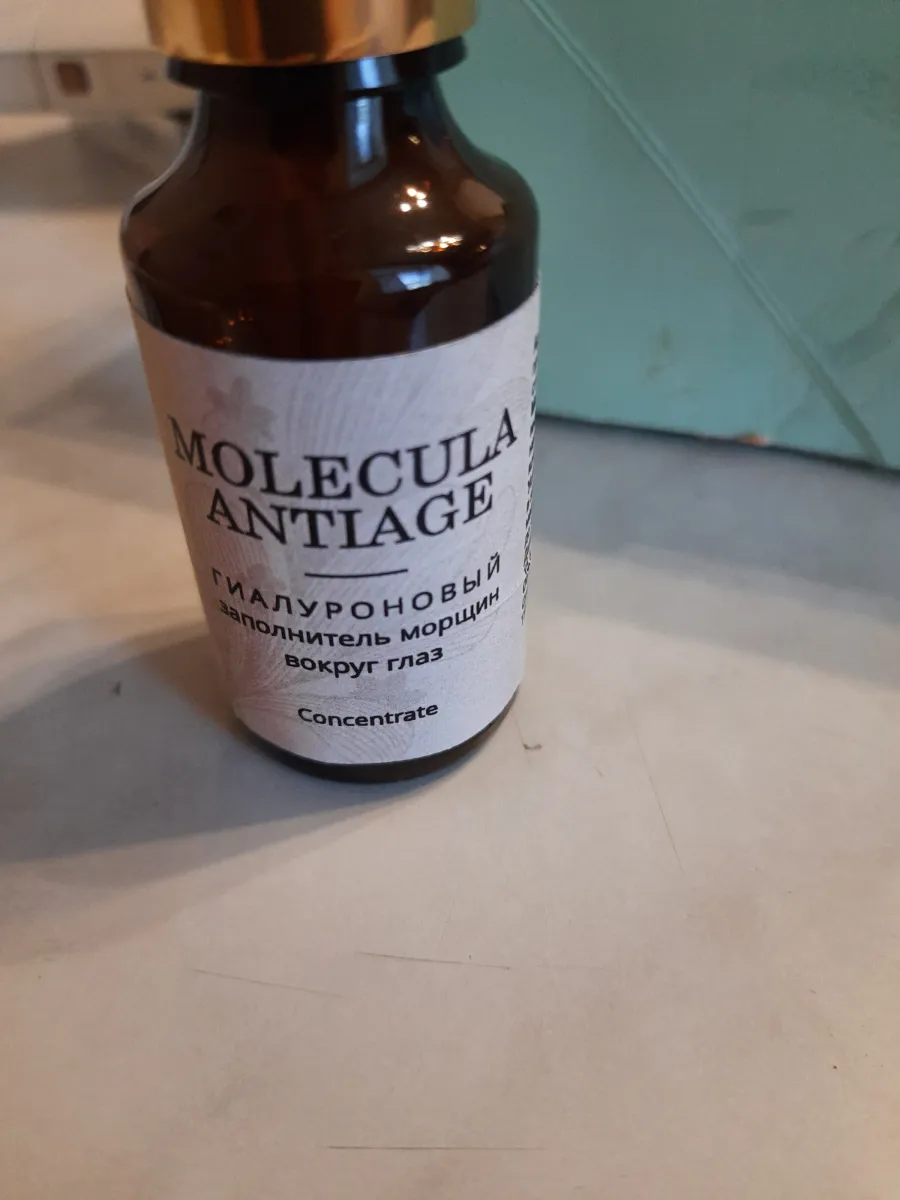 MOLECULA
ANTIAGE
ГИАЛУРОНОВЫЙ
заполнитель морщин
вокруг глаз
Concentrate